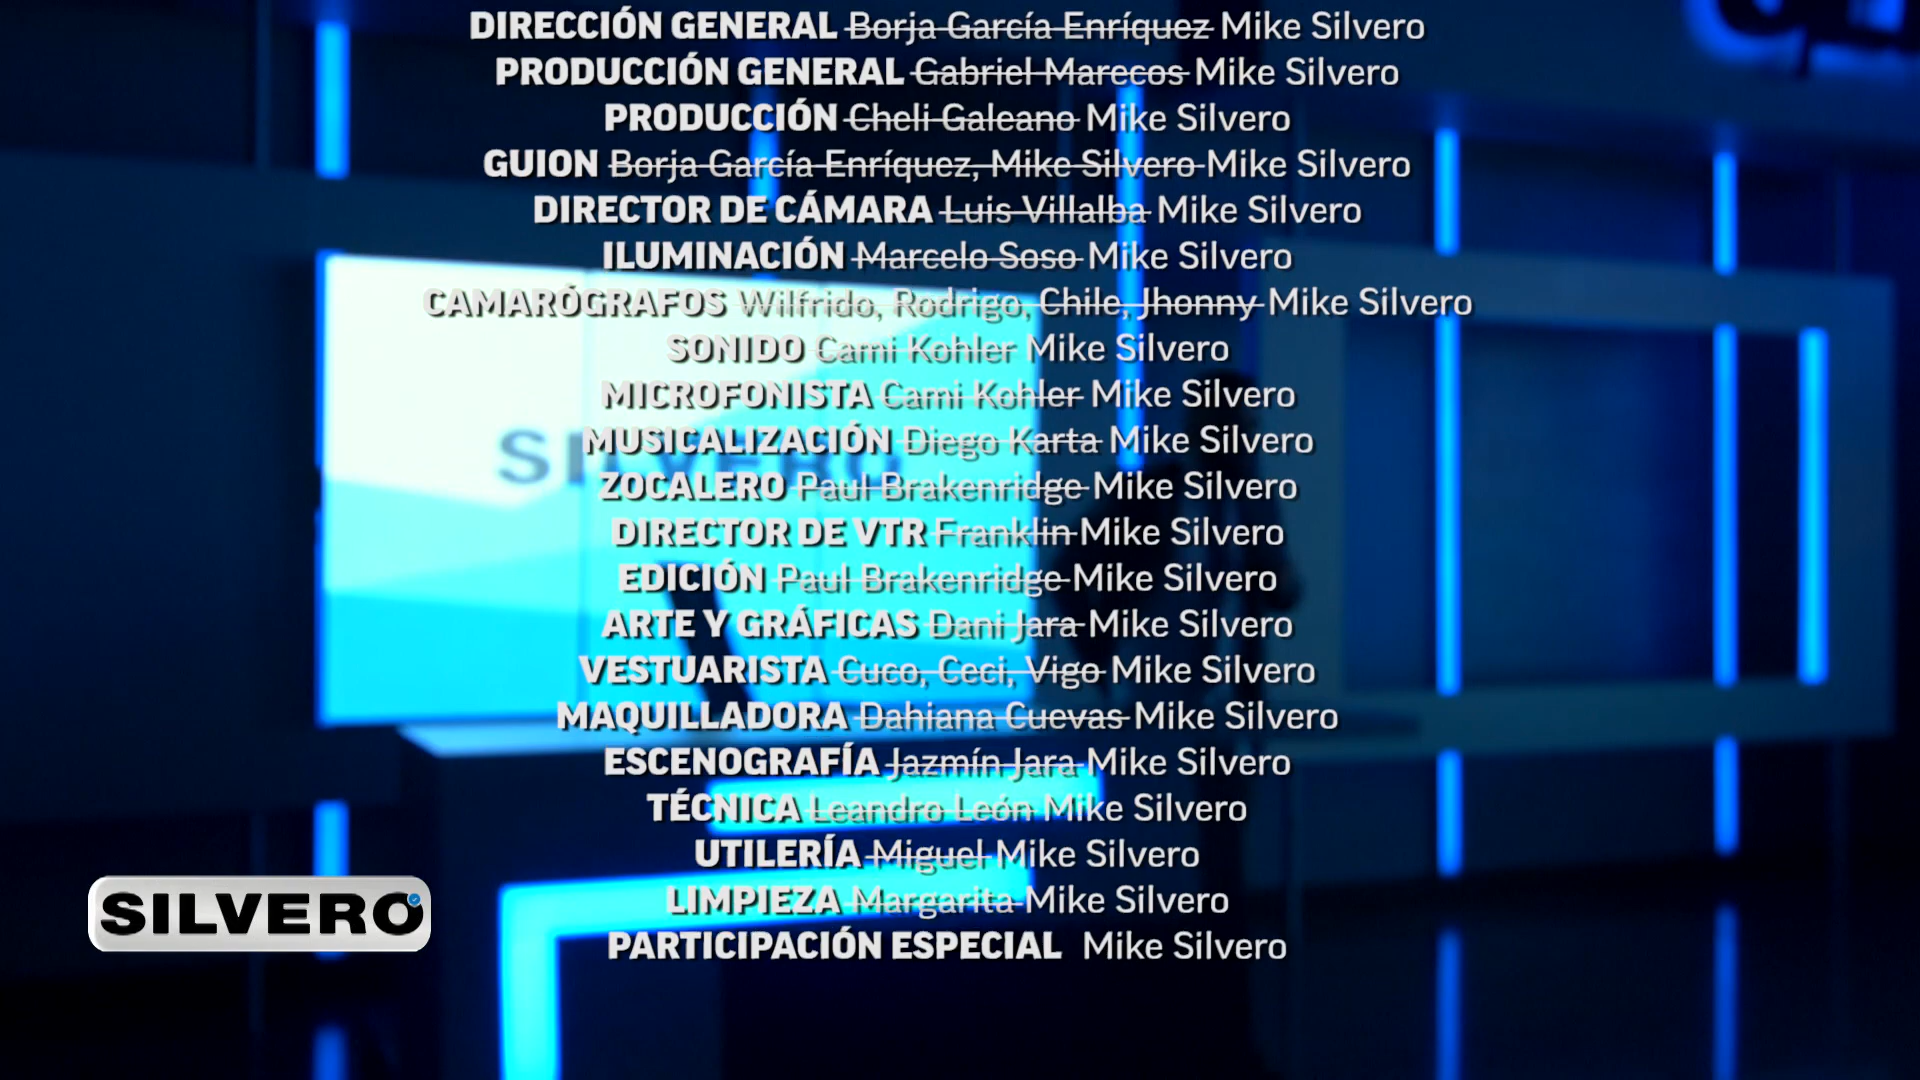 DIRECCIÓN GENERAL Borja García Enríquez Mike Silvero
PRODUCCIÓN GENERAL Gabriel Marecos Mike Silvero
PRODUCCIÓN Cheli Galeano Mike Silvero
GUION Borja García Enríquez, Mike Silvero Mike Silvero
DIRECTOR DE CÁMARA Luis Villalba Mike Silvero
ILUMINACIÓN Marcelo Soso Mike Silvero
CAMARÓGRAFOS Wilfrido, Rodrigo, Chile, Jhonny Mike Silvero
SONIDO Cami Kohler Mike Silvero
MICROFONISTA Cami Kohler Mike Silvero
MUSICALIZACIÓN Diego Karta Mike Silvero
SILVERO
ZOCALERO Paul Brakenridge Mike Silvero
DIRECTOR DE VTR Franklin Mike Silvero
EDICIÓN Paul Brakenridge Mike Silvero
ARTE Y GRÁFICAS Dani Jara Mike Silvero
VESTUARISTA Cuco, Ceci, Vigo Mike Silvero
MAQUILLADORA Dahiana Cuevas Mike Silvero
ESCENOGRAFÍA Jazmín Jara Mike Silvero
TÉCNICA Leandro León Mike Silvero
UTILERÍA Miguel Mike Silvero
LIMPIEZA Margarita Mike Silvero
SILVERO
PARTICIPACIÓN ESPECIAL Mike Silvero